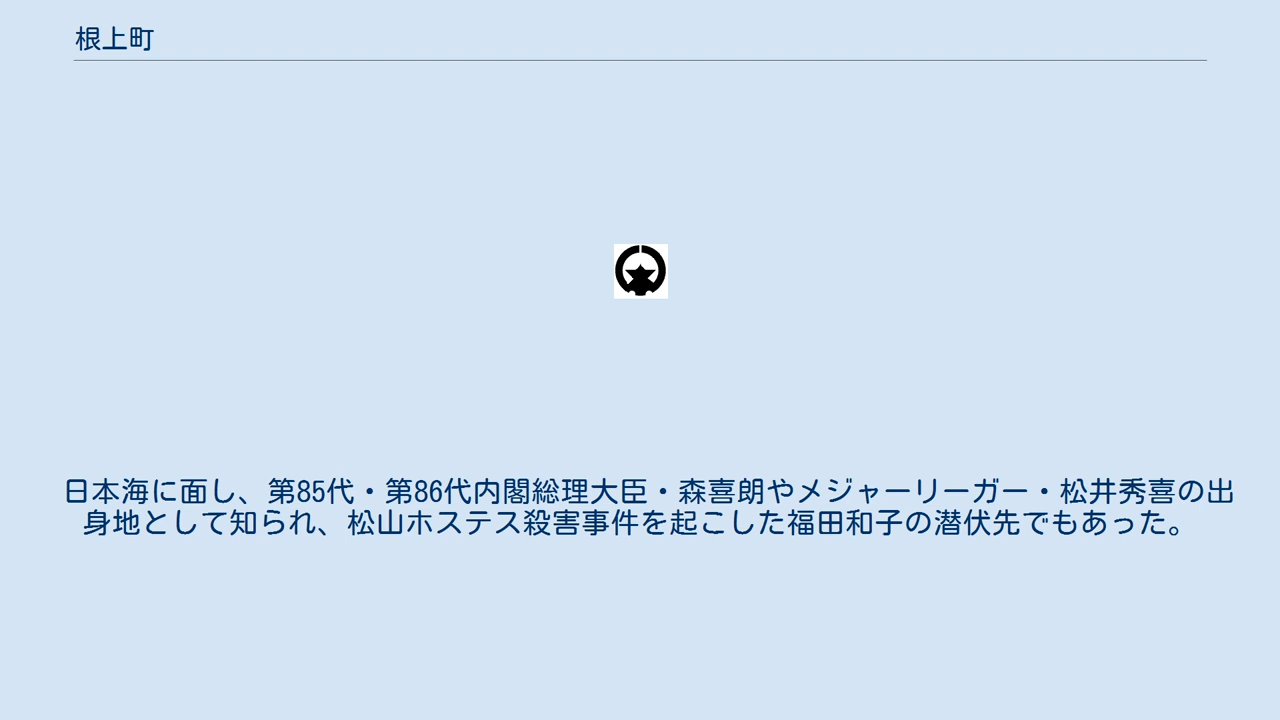 根上町
日本海に面し、第85代・第86代内閣総理大臣・森喜朗やメジャーリーガー・松井秀喜の出
身地として知られ、松山ホステス殺害事件を起こした福田和子の潜伏先でもあった。